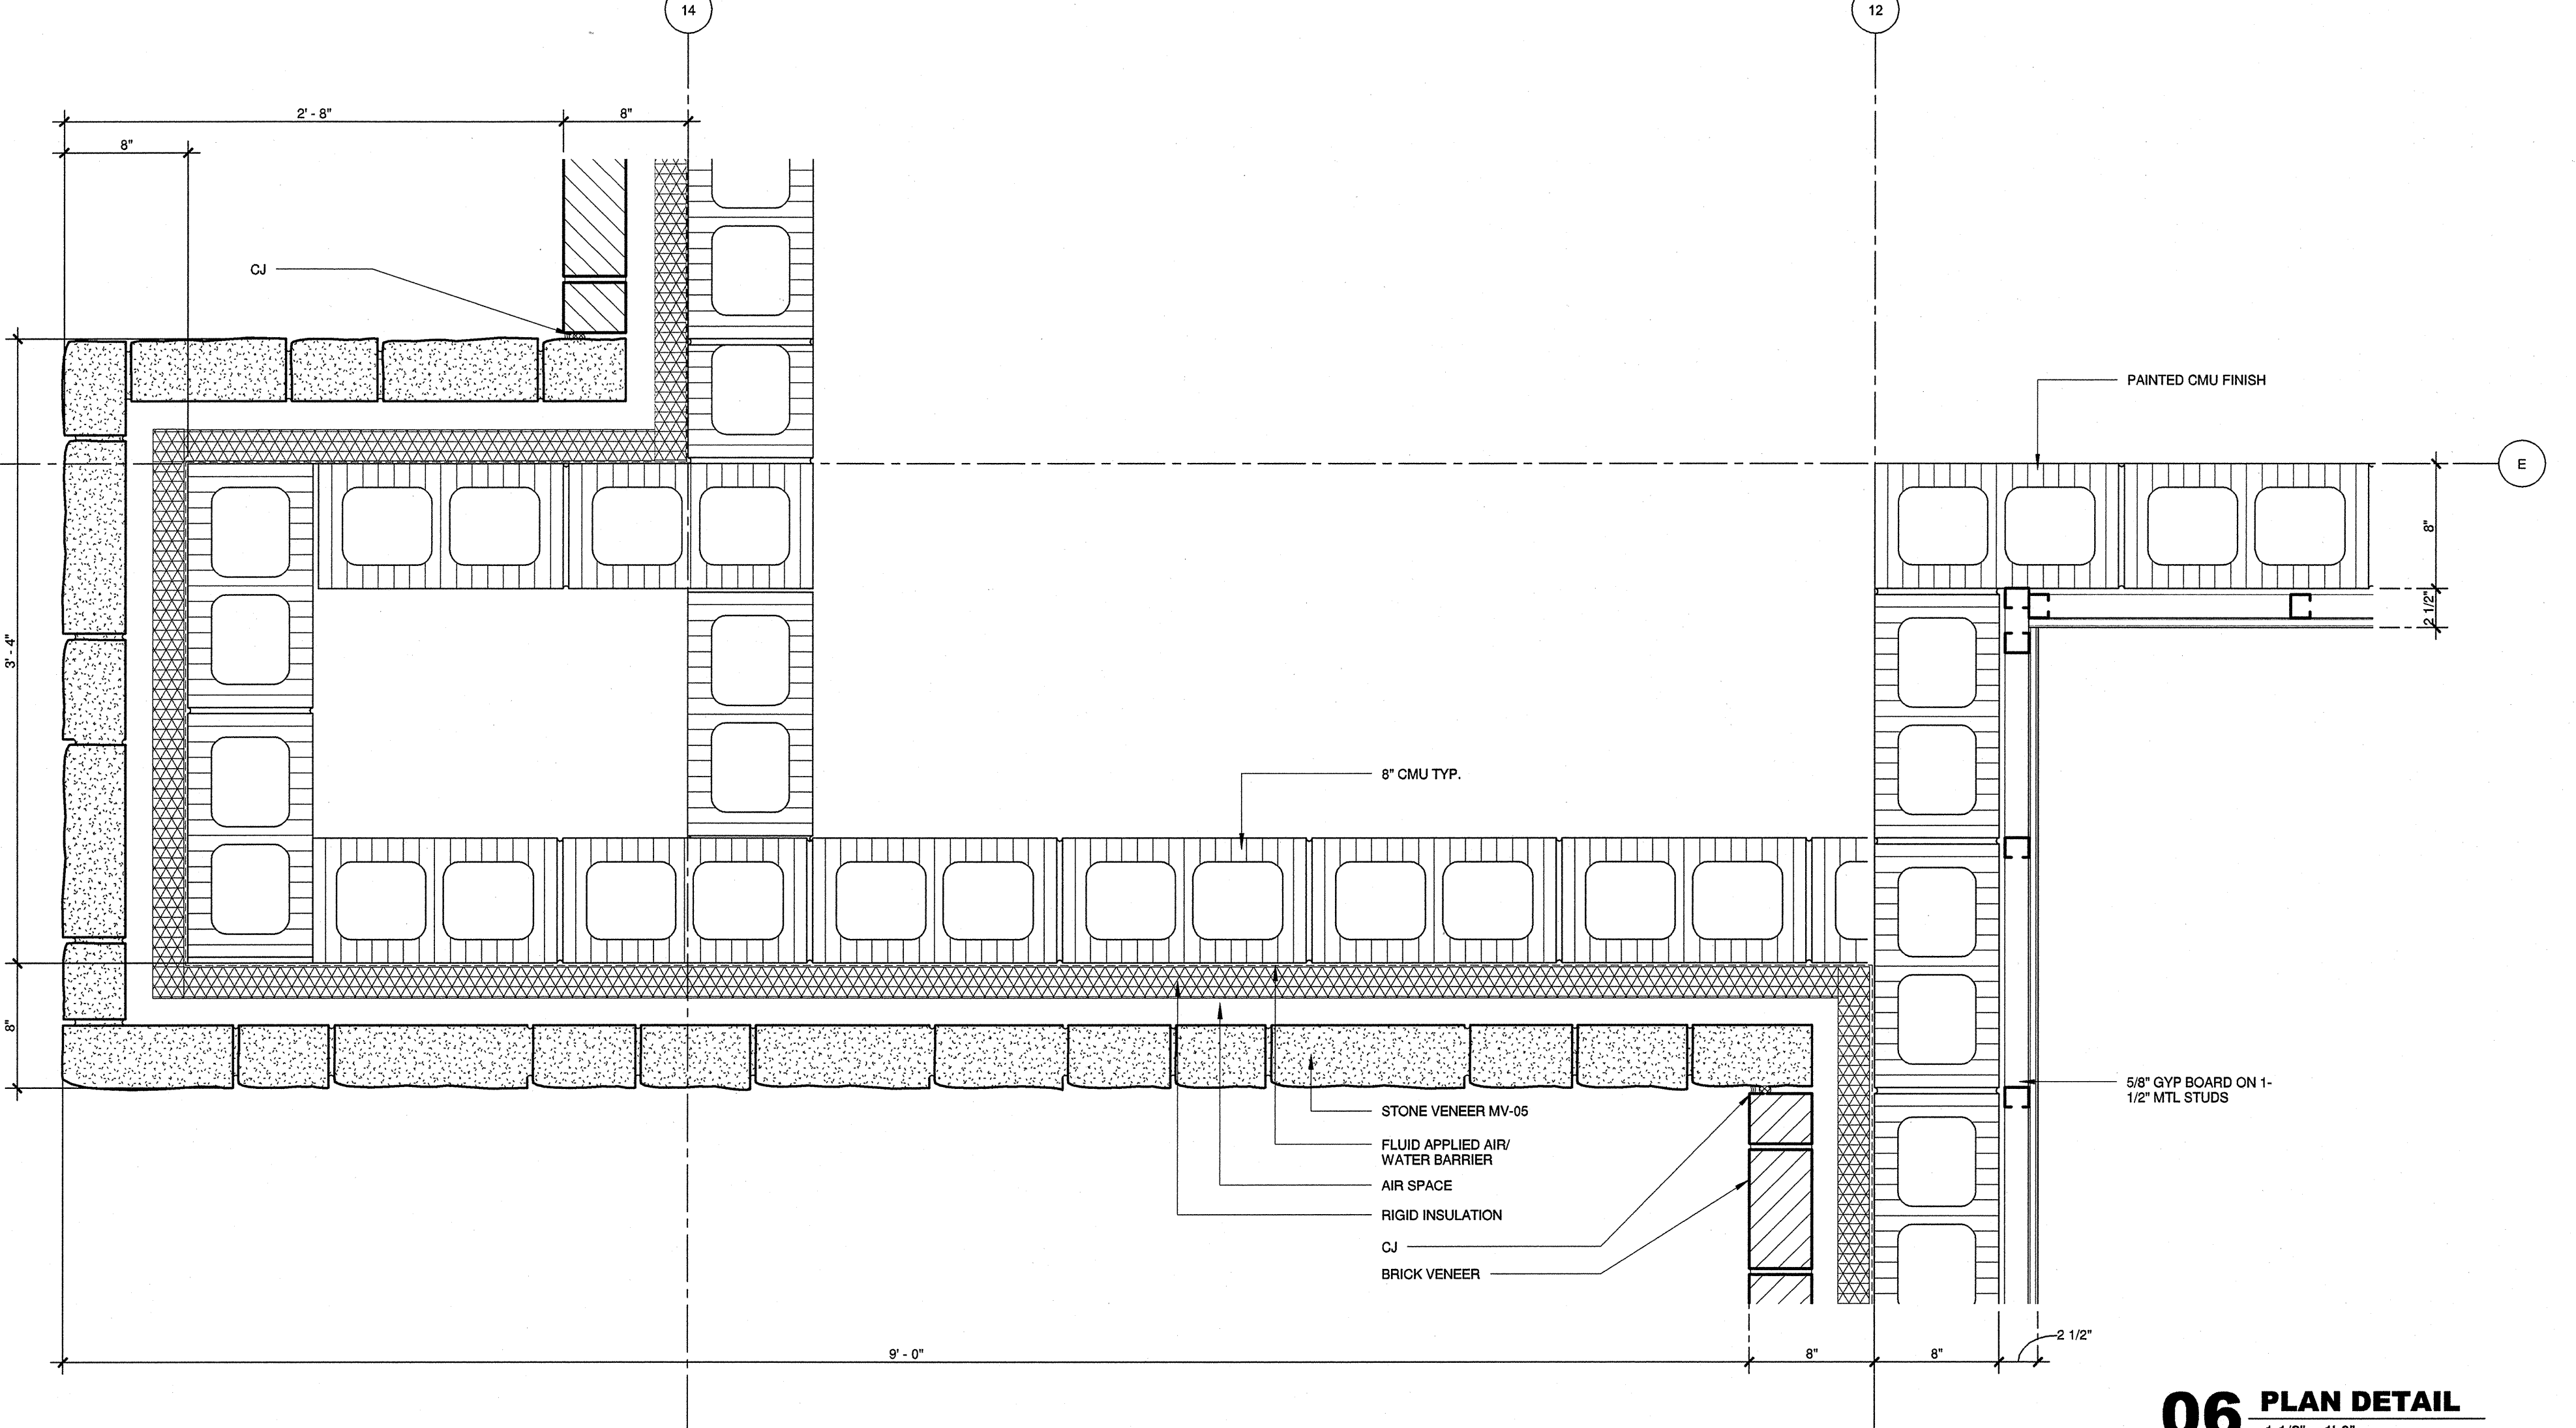 14
12
2' - 8"
8"
8"
CJ
PAINTED CMU FINISH
E
8"
2 1/2"
3' - 4"
8" CMU TYP.
8"
5/8" GYP BOARD ON 1-
1/2" MTL STUDS
STONE VENEER MV-05
FLUID APPLIED AIR/
WATER BARRIER
AIR SPACE
RIGID INSULATION
CJ
BRICK VENEER
2 1/2"
9' - 0"
8"
8"
06 PLAN DETAIL